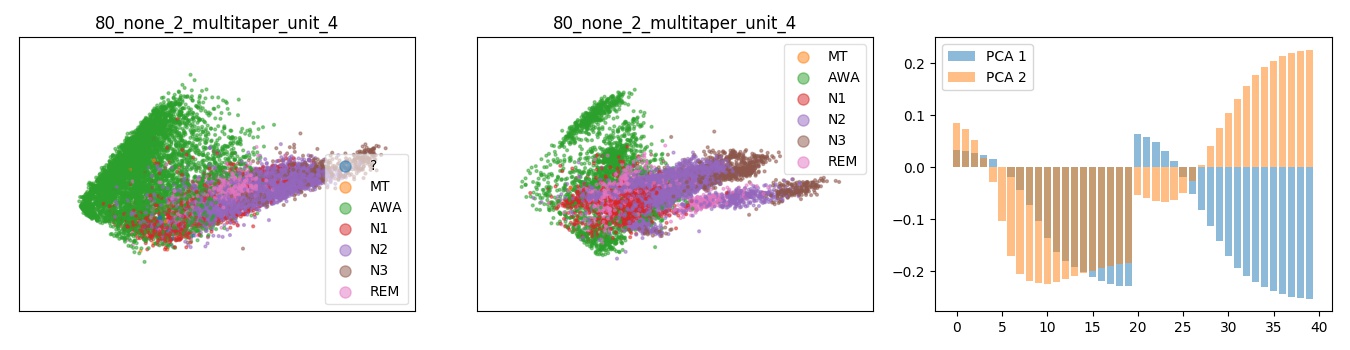 80_none_2_multitaper_unit_4
?
MT
AWA
N1
N2
N3
REM
80_none_2_multitaper_unit_4
MT
AWA
N1
N2
N3
REM
PCA 1
PCA 2
0.2
0.1
0.0
−0.1
−0.2
0 5 10 15 20 25 30 35 40